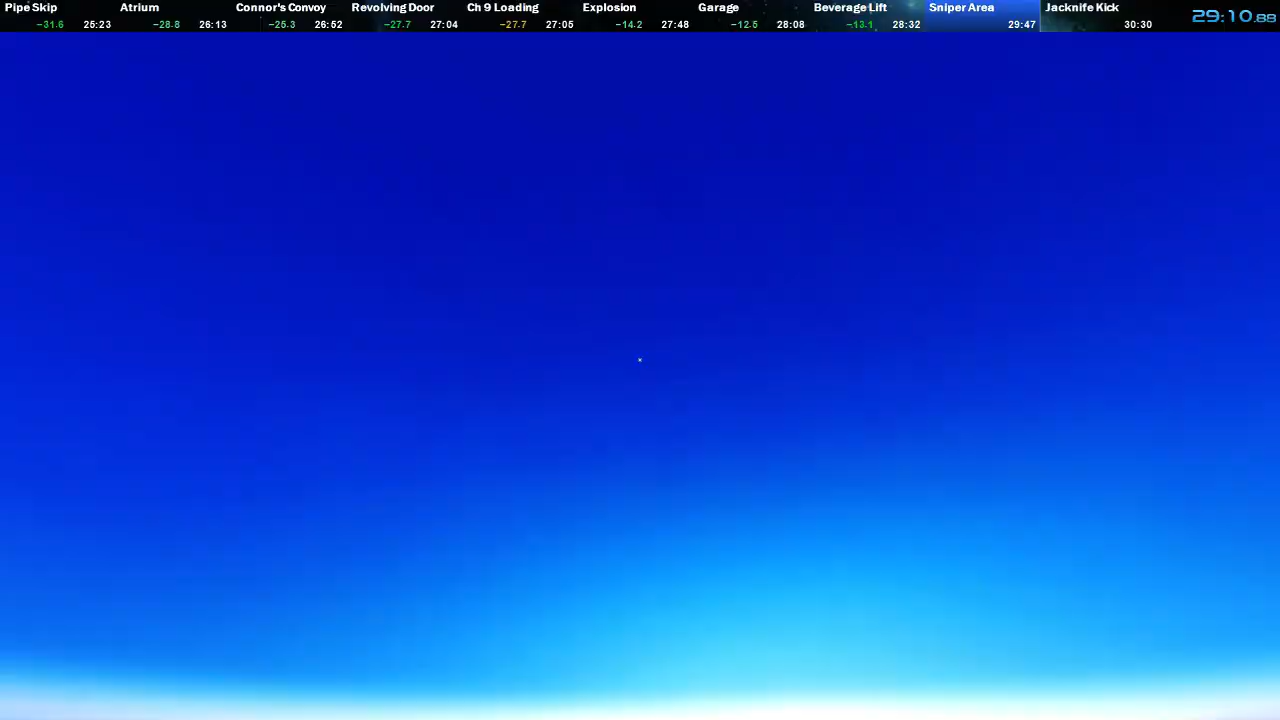 Pipe Skip Atrium Connor's Convoy Revolving Door Ch 9 Loading Explosion Garage Beverage Lift Sniper Area Jacknife Kick 29:10.88
-31.6 25:23 -28.8 26:13 -25.3 26:52 -27.7 27:04 -27.7 27:05 -14.2 27:48 -12.5 28:08 -13.1 28:32 29:47 30:30